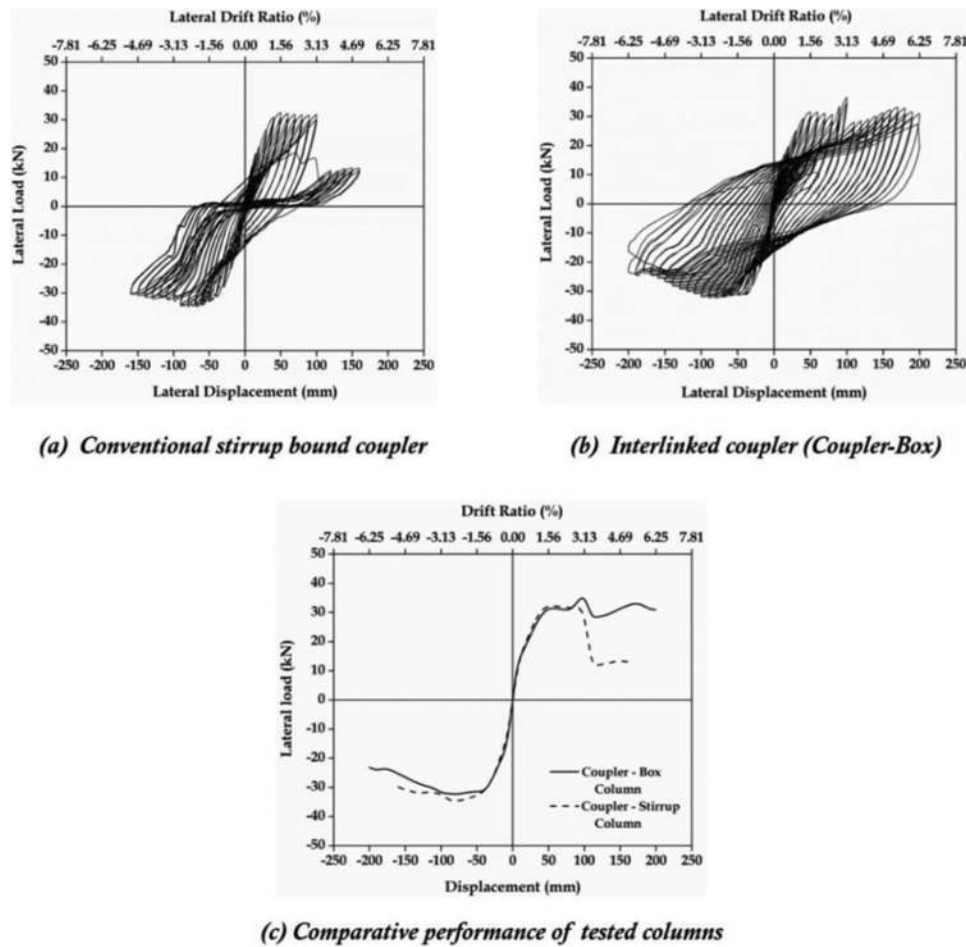 Lateral Drift Ratio (%)
-7.81 -6.25 -4.69 -3.13 -1.56 0.00 1.56 3.13 4.69 6.25 7.81
50
40
30
20
10
0
-10
-20
-30
-40
-50
Lateral Load (kN)
-250 -200 -150 -100 -50 0 50 100 150 200 250
Lateral Displacement (mm)
(a) Conventional stirrup bound coupler
Lateral Drift Ratio (%)
-7.81 -6.25 -4.69 -3.13 -1.56 0.00 1.56 3.13 4.69 6.25 7.81
50
40
30
20
10
0
-10
-20
-30
-40
-50
Lateral Load (kN)
-250 -200 -150 -100 -50 0 50 100 150 200 250
Lateral Displacement (mm)
(b) Interlinked coupler (Coupler-Box)
Drift Ratio (%)
-7.81 -6.25 -4.69 -3.13 -1.56 0.00 1.56 3.13 4.69 6.25 7.81
50
40
30
20
10
0
-10
-20
-30
-40
-50
Lateral load (kN)
Coupler - Box
Column
Coupler - Stirrup
Column
-250 -200 -150 -100 -50 0 50 100 150 200 250
Displacement (mm)
(c) Comparative performance of tested columns